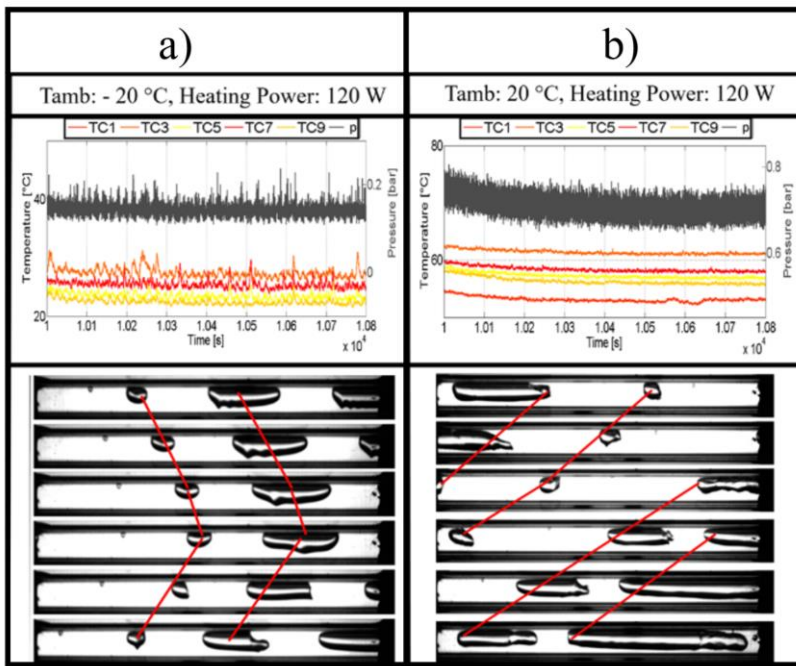 a)
b)
Tamb: - 20 °C, Heating Power: 120 W
Tamb: 20 °C, Heating Power: 120 W
TC1 TC3 TC5 TC7 TC9 p
Temperature [°C]
40
20
0.2
0
Pressure [bar]
1 1.01 1.02 1.03 1.04 1.05 1.06 1.07 1.08
Time [s]
x 10⁴
TC1 TC3 TC5 TC7 TC9 p
Temperature [°C]
80
60
0.8
0.6
Pressure [bar]
1 1.01 1.02 1.03 1.04 1.05 1.06 1.07 1.08
Time [s]
x 10⁴